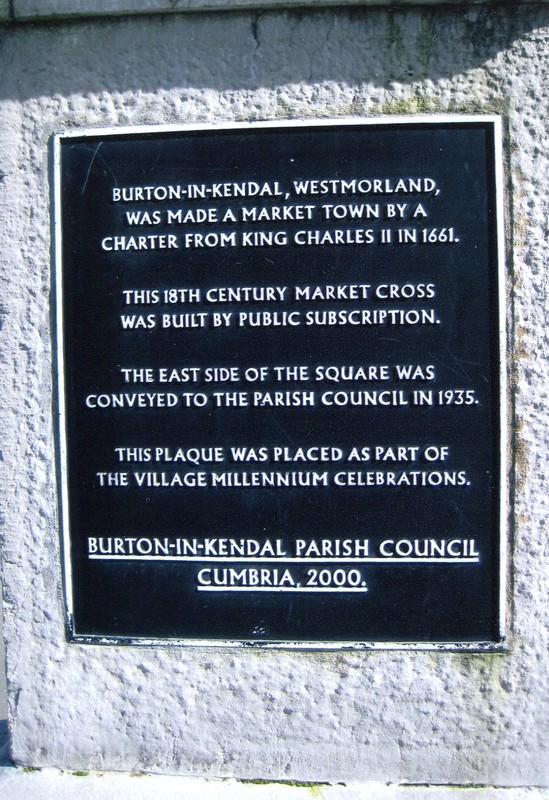 BURTON-IN-KENDAL, WESTMORLAND,
WAS MADE A MARKET TOWN BY A
CHARTER FROM KING CHARLES II IN 1661.
THIS 18TH CENTURY MARKET CROSS
WAS BUILT BY PUBLIC SUBSCRIPTION.
THE EAST SIDE OF THE SQUARE WAS
CONVEYED TO THE PARISH COUNCIL IN 1935.
THIS PLAQUE WAS PLACED AS PART OF
THE VILLAGE MILLENNIUM CELEBRATIONS.
BURTON-IN-KENDAL PARISH COUNCIL
CUMBRIA, 2000.